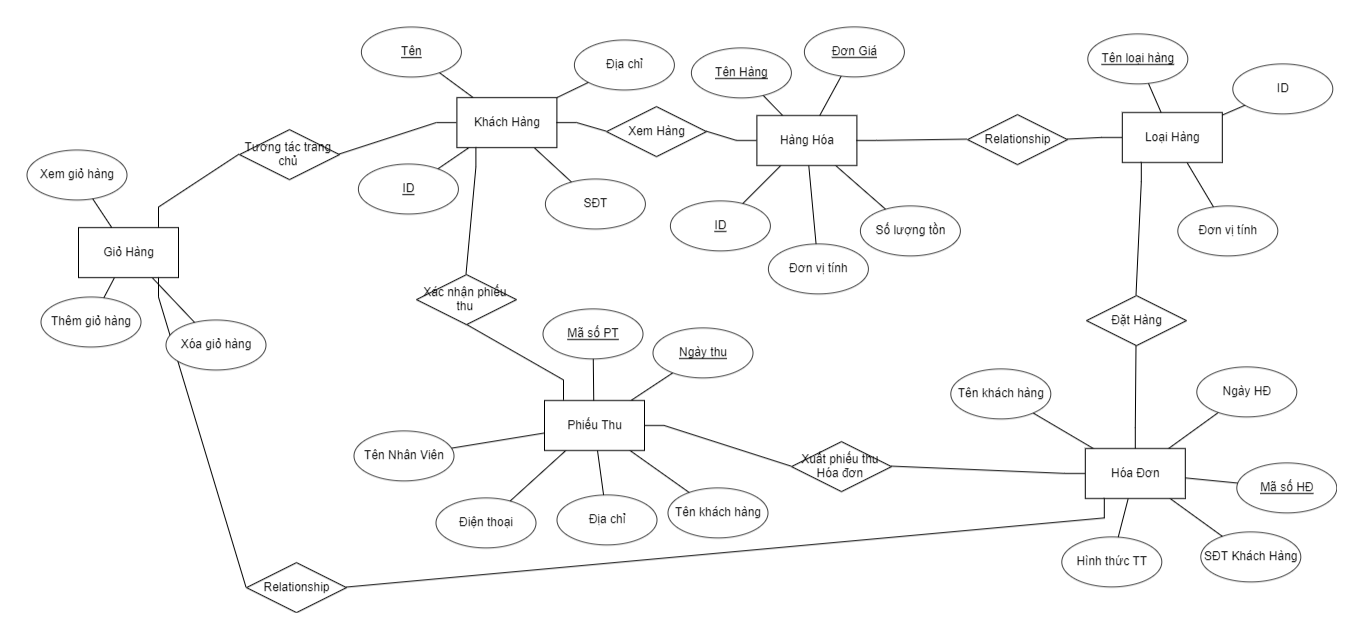 Tên
Địa chỉ
Khách Hàng
ID
SĐT
Tương tác trang
chủ
Xem Hàng
Tên Hàng
Đơn Giá
Hàng Hóa
ID
Đơn vị tính
Số lượng tồn
Relationship
Tên loại hàng
ID
Loại Hàng
Đơn vị tính
Xem giỏ hàng
Giỏ Hàng
Thêm giỏ hàng
Xóa giỏ hàng
Xác nhận phiếu
thu
Đặt Hàng
Mã số PT
Ngày thu
Phiếu Thu
Tên Nhân Viên
Điện thoại
Địa chỉ
Tên khách hàng
Xuất phiếu thu
Hóa đơn
Tên khách hàng
Ngày HĐ
Hóa Đơn
Mã số HĐ
Hình thức TT
SĐT Khách Hàng
Relationship